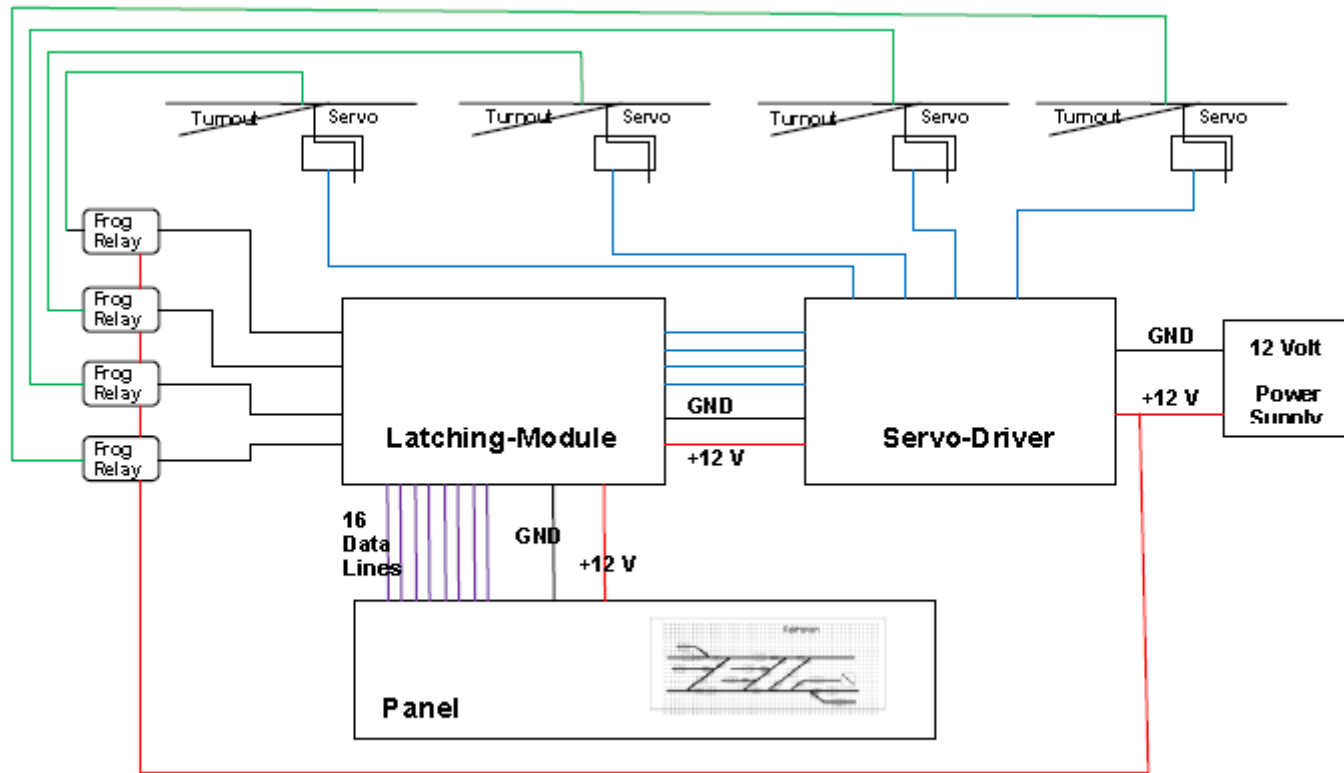 Turnout
Servo
Turnout
Servo
Turnout
Servo
Turnout
Servo
Frog
Relay
Frog
Relay
Frog
Relay
Frog
Relay
GND
12 Volt
+12 V
Power
Supply
GND
Latching-Module
+12 V
Servo-Driver
16
Data
Lines
GND
+12 V
Panel